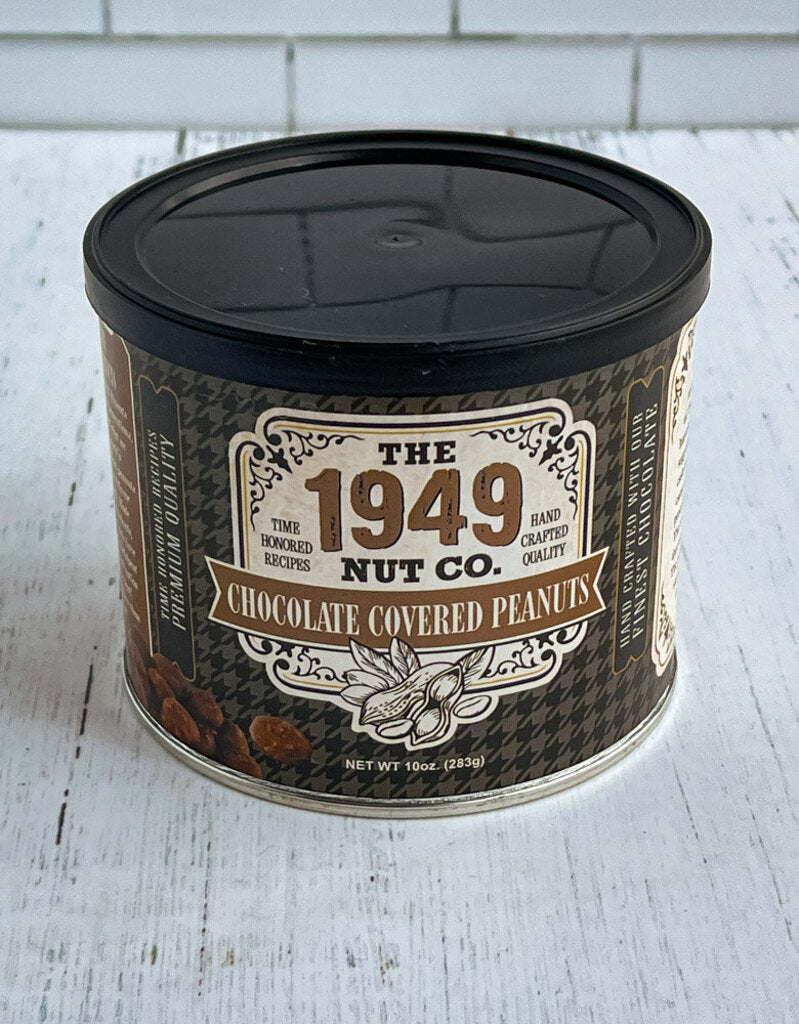 THE
1949
NUT CO.
TIME
HONORED
RECIPES
HAND
CRAFTED
QUALITY
CHOCOLATE COVERED PEANUTS
NET WT 10oz. (283g)
TIME HONORED RECIPES
PREMIUM QUALITY
HAND CRAFTED WITH OUR
FINEST CHOCOLATE